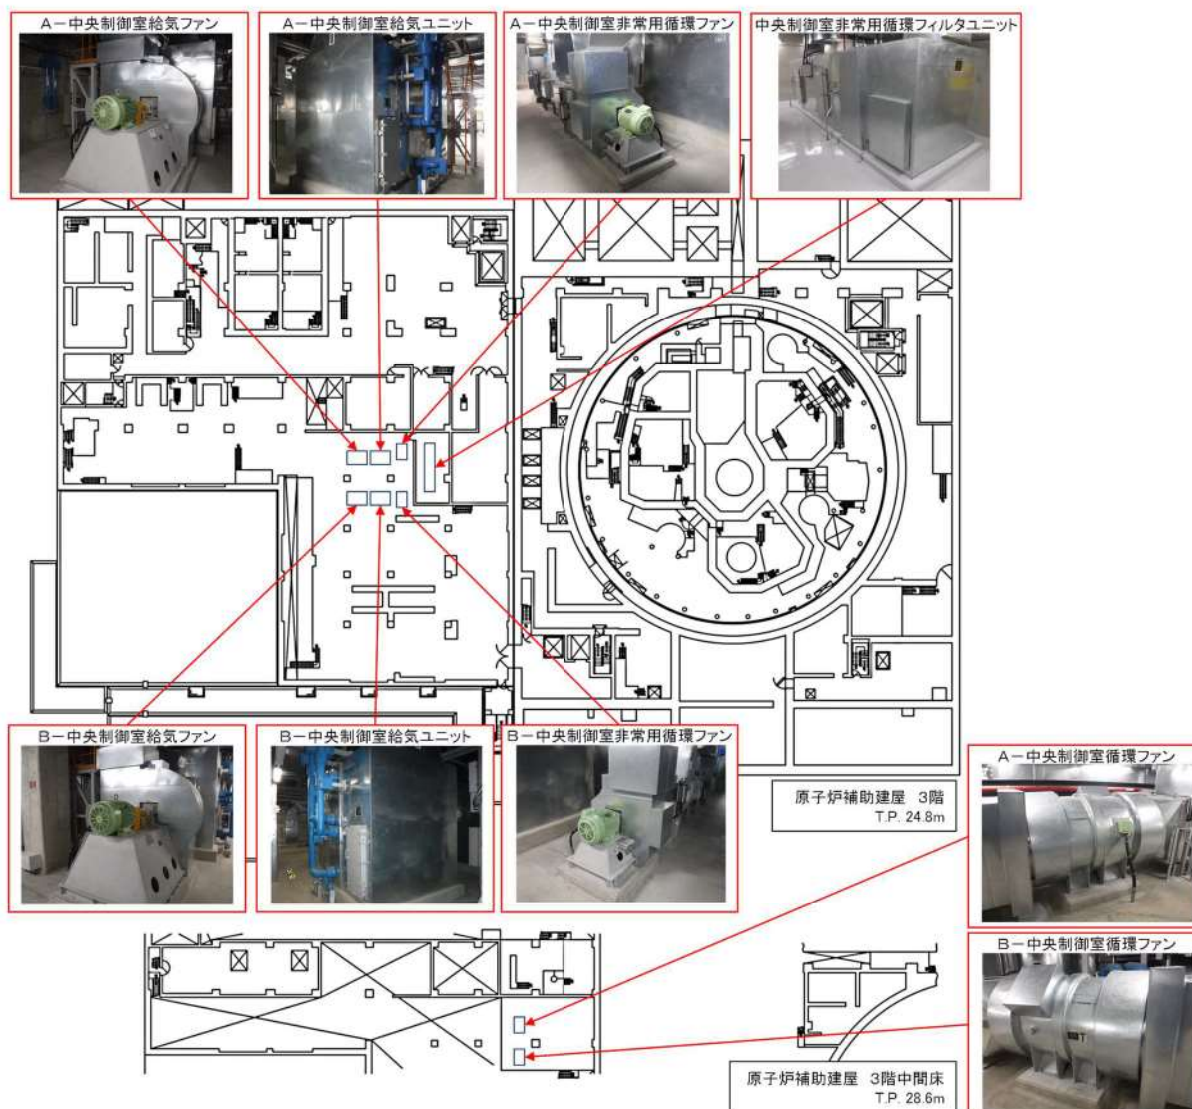 A-中央制御室給気ファン
A-中央制御室給気ユニット
A-中央制御室非常用循環ファン
中央制御室非常用循環フィルタユニット
B-中央制御室給気ファン
B-中央制御室給気ユニット
B-中央制御室非常用循環ファン
原子炉補助建屋 3階
T.P. 24.8m
A-中央制御室循環ファン
B-中央制御室循環ファン
原子炉補助建屋 3階中間床
T.P. 28.6m